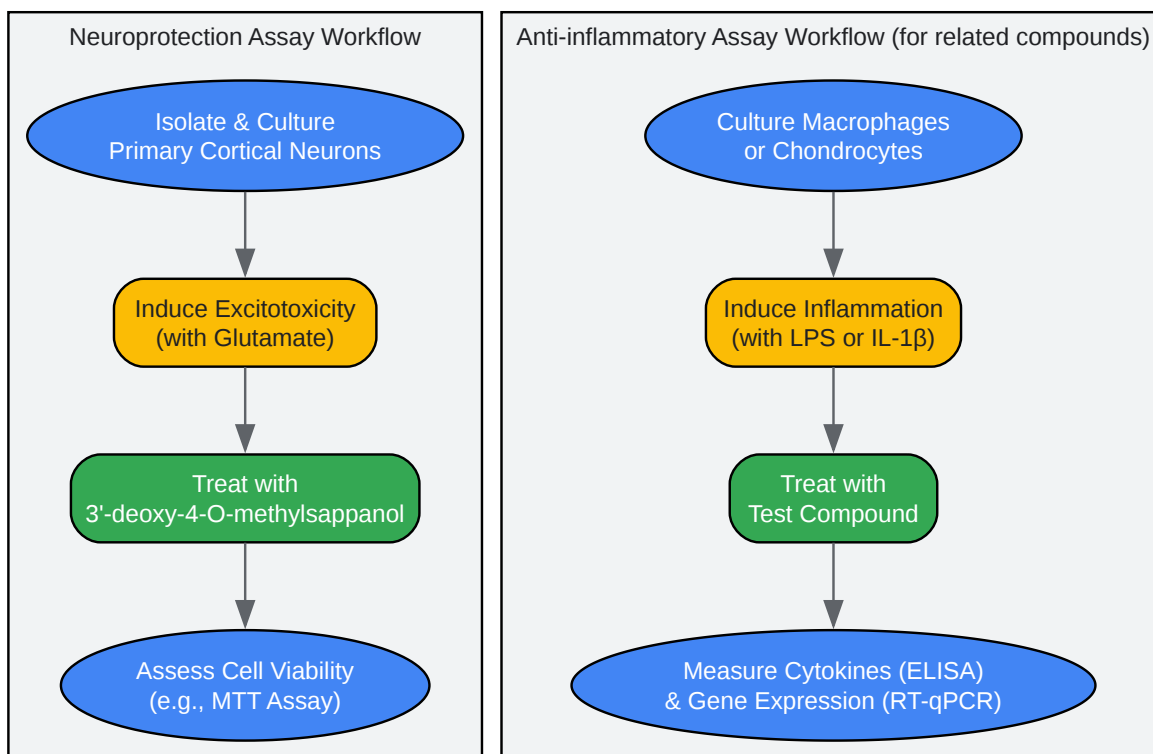 Neuroprotection Assay Workflow
Isolate & Culture
Primary Cortical Neurons
Induce Excitotoxicity
(with Glutamate)
Treat with
3'-deoxy-4-O-methylsappanol
Assess Cell Viability
(e.g., MTT Assay)
Anti-inflammatory Assay Workflow (for related compounds)
Culture Macrophages
or Chondrocytes
Induce Inflammation
(with LPS or IL-1β)
Treat with
Test Compound
Measure Cytokines (ELISA)
& Gene Expression (RT-qPCR)